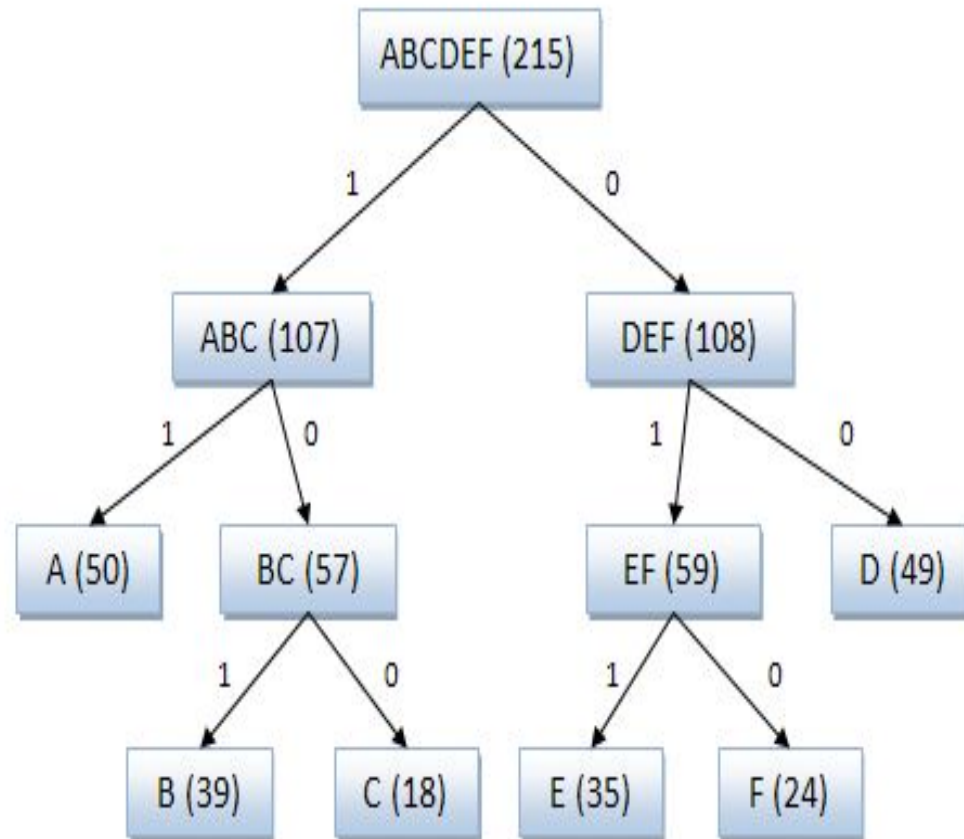 ABCDEF (215)
1
0
ABC (107)
DEF (108)
1
0
1
0
A (50)
BC (57)
EF (59)
D (49)
1
0
1
0
B (39)
C (18)
E (35)
F (24)